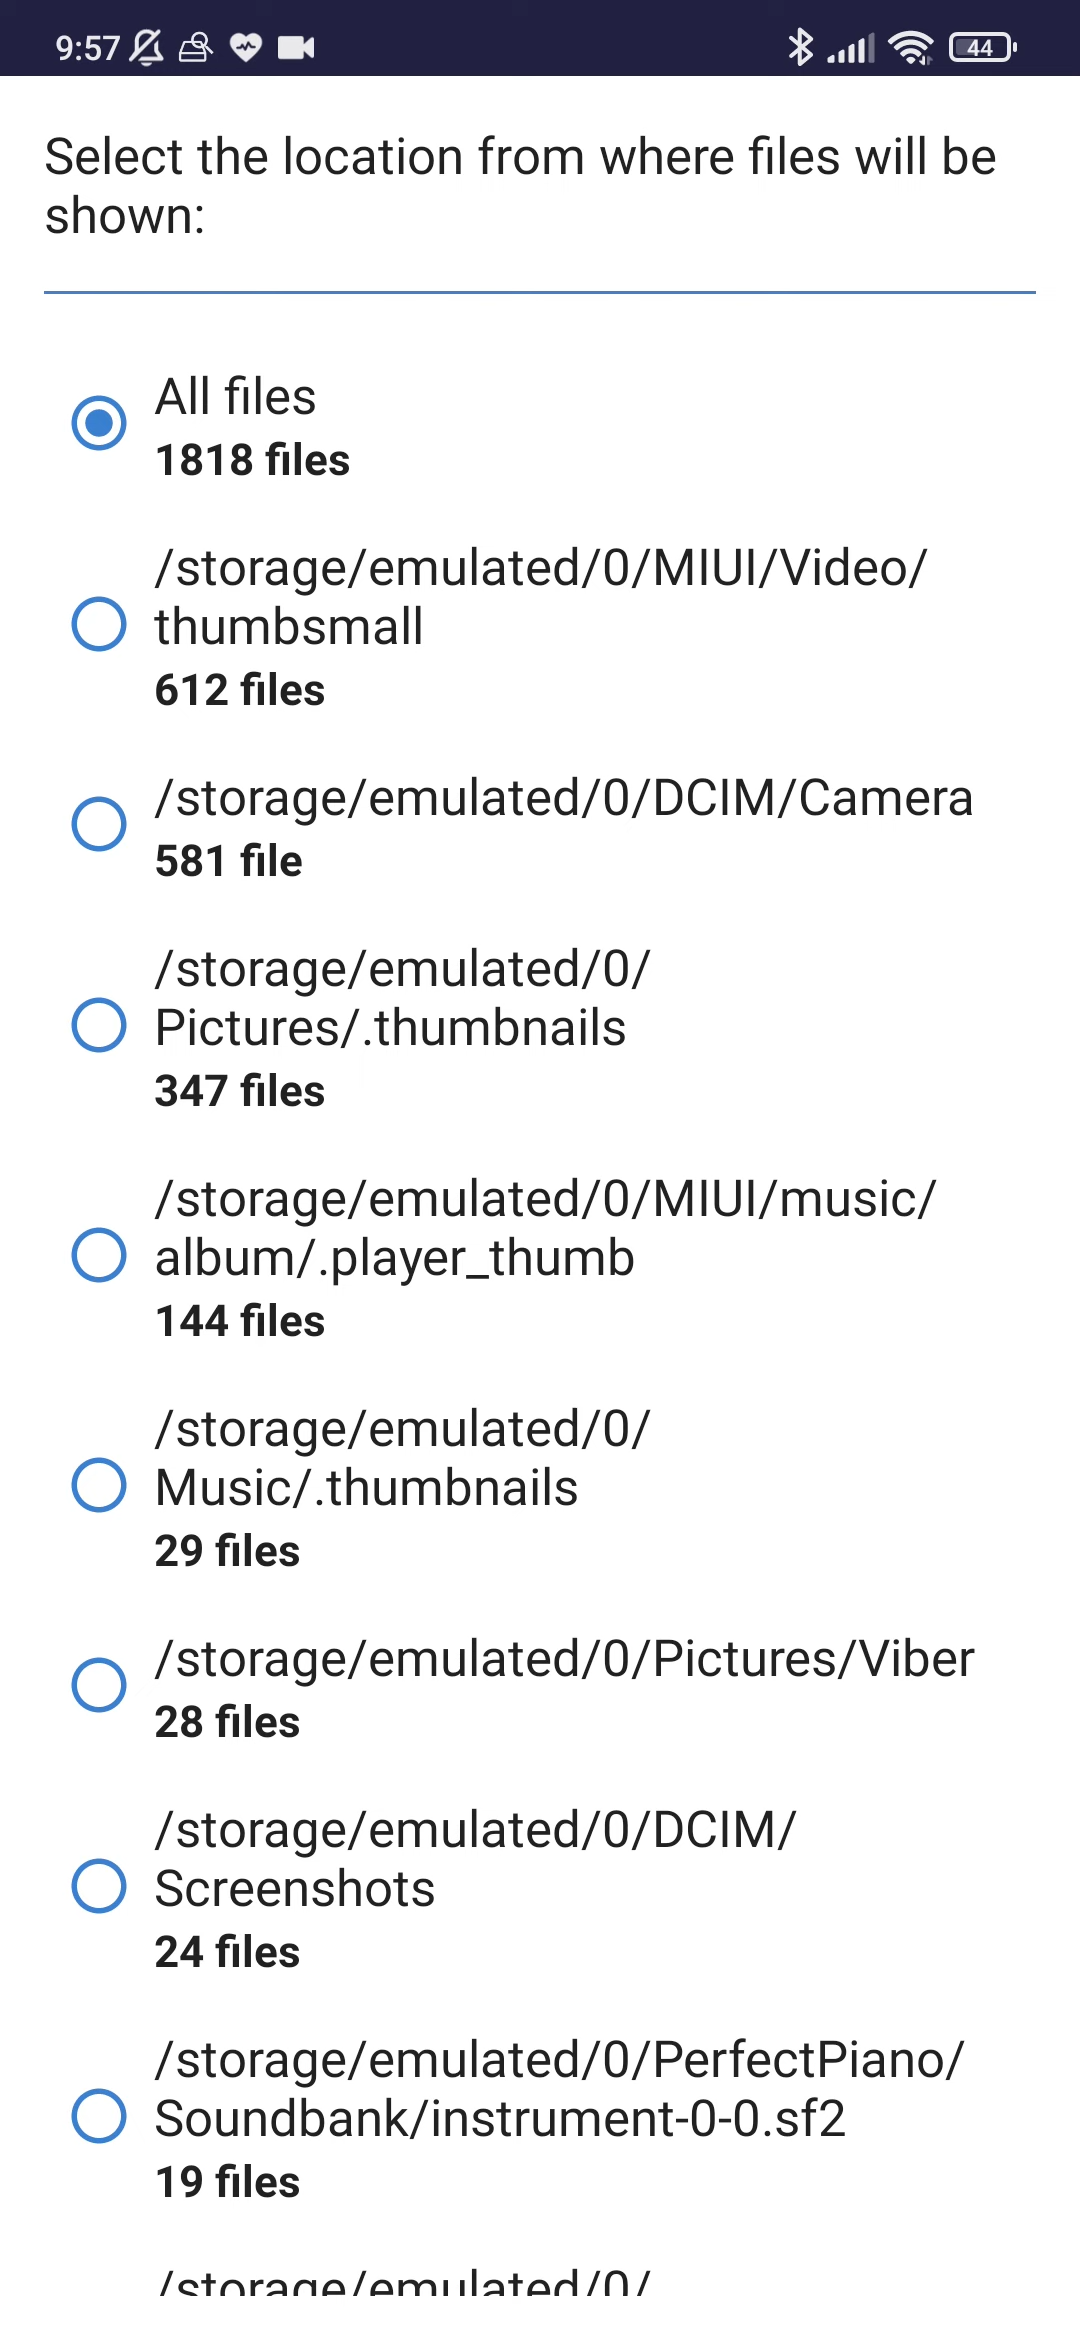 9:57
44
Select the location from where files will be
shown:
All files
1818 files
/storage/emulated/0/MIUI/Video/
thumbsmall
612 files
/storage/emulated/0/DCIM/Camera
581 file
/storage/emulated/0/
Pictures/.thumbnails
347 files
/storage/emulated/0/MIUI/music/
album/.player_thumb
144 files
/storage/emulated/0/
Music/.thumbnails
29 files
/storage/emulated/0/Pictures/Viber
28 files
/storage/emulated/0/DCIM/
Screenshots
24 files
/storage/emulated/0/PerfectPiano/
Soundbank/instrument-0-0.sf2
19 files
/storage/emulated/0/